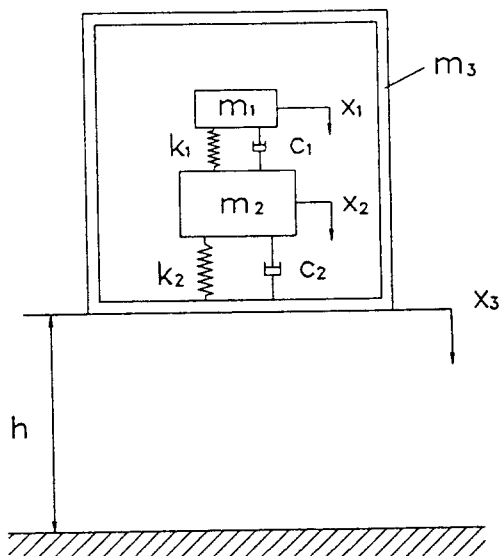 m₃
m₁
x₁
k₁
c₁
m₂
x₂
k₂
c₂
x₃
h